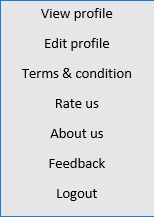 View profile
Edit profile
Terms & condition
Rate us
About us
Feedback
Logout